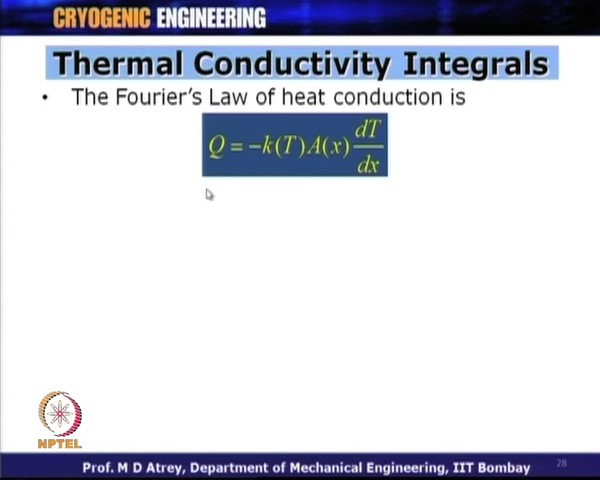 CRYOGENIC ENGINEERING
Thermal Conductivity Integrals
• The Fourier's Law of heat conduction is
Q = -k(T)A(x) dT/dx
NPTEL
Prof. M D Atrey, Department of Mechanical Engineering, IIT Bombay
28